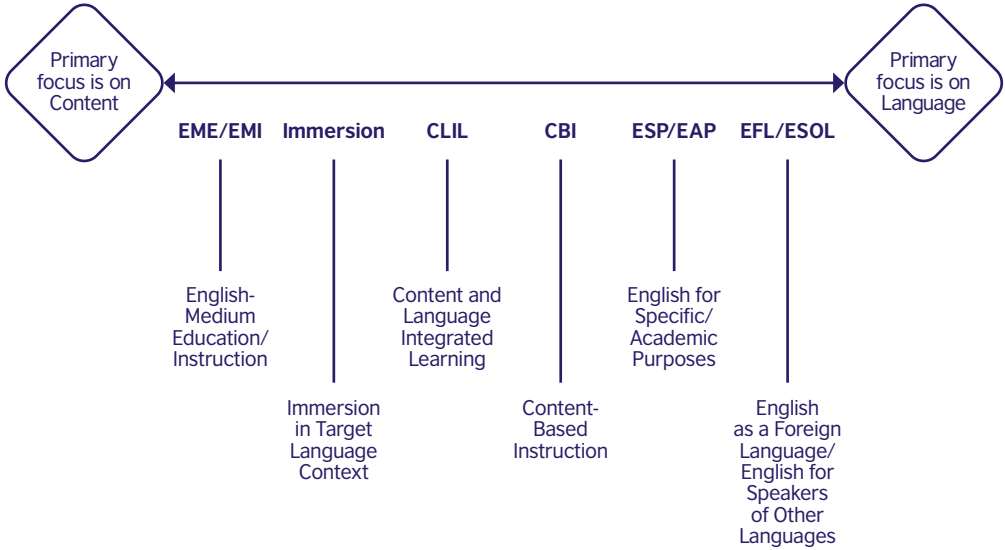 Primary
focus is on
Content
Primary
focus is on
Language
EME/EMI
Immersion
CLIL
CBI
ESP/EAP
EFL/ESOL
English-
Medium
Education/
Instruction
Immersion
in Target
Language
Context
Content and
Language
Integrated
Learning
Content-
Based
Instruction
English for
Specific/
Academic
Purposes
English
as a Foreign
Language/
English for
Speakers
of Other
Languages